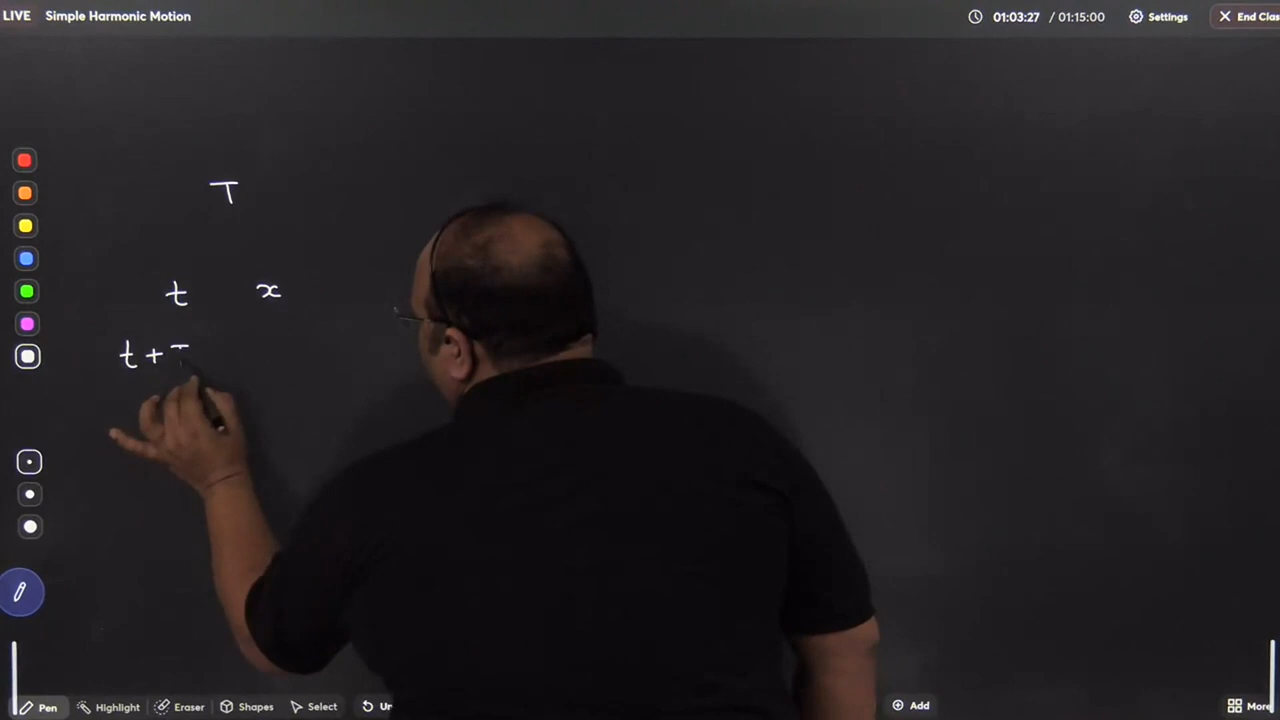 LIVE Simple Harmonic Motion 01:03:27 / 01:15:00 Settings End Clas
T
t x
t + T
Pen Highlight Eraser Shapes Select Un Add More